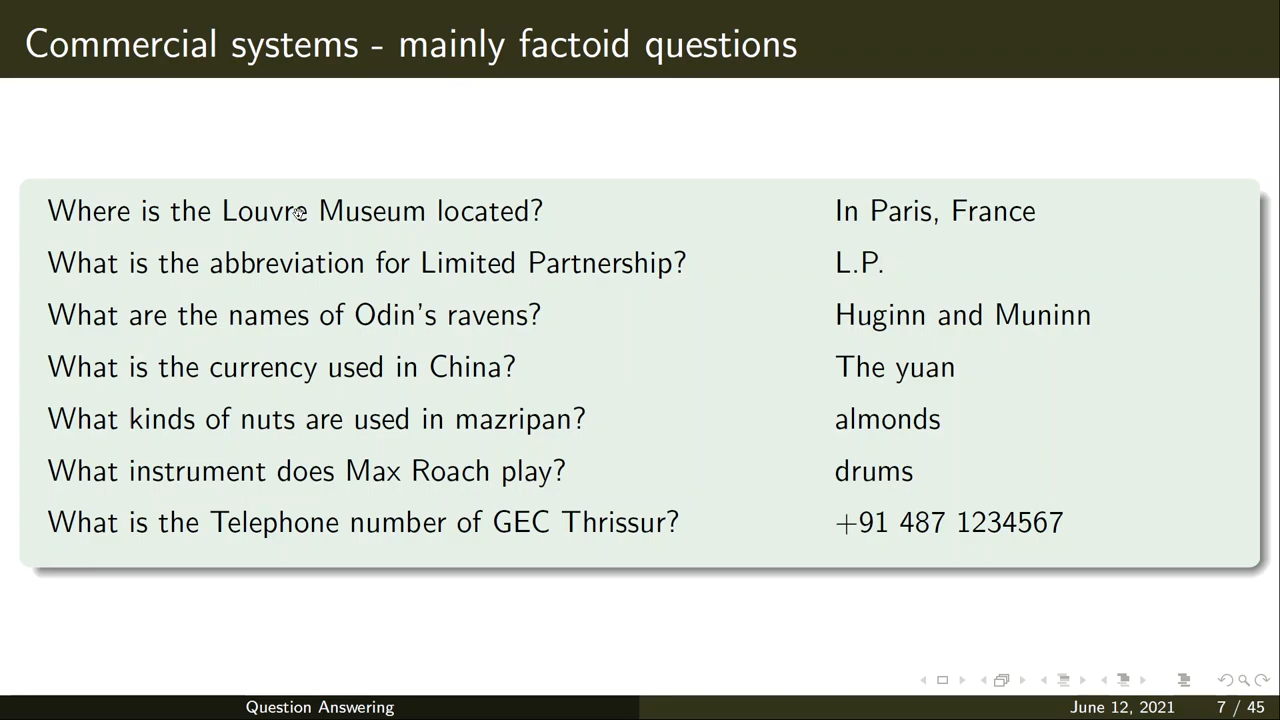 Commercial systems - mainly factoid questions
Where is the Louvre Museum located? In Paris, France
What is the abbreviation for Limited Partnership? L.P.
What are the names of Odin's ravens? Huginn and Muninn
What is the currency used in China? The yuan
What kinds of nuts are used in mazripan? almonds
What instrument does Max Roach play? drums
What is the Telephone number of GEC Thrissur? +91 487 1234567
Question Answering June 12, 2021 7 / 45